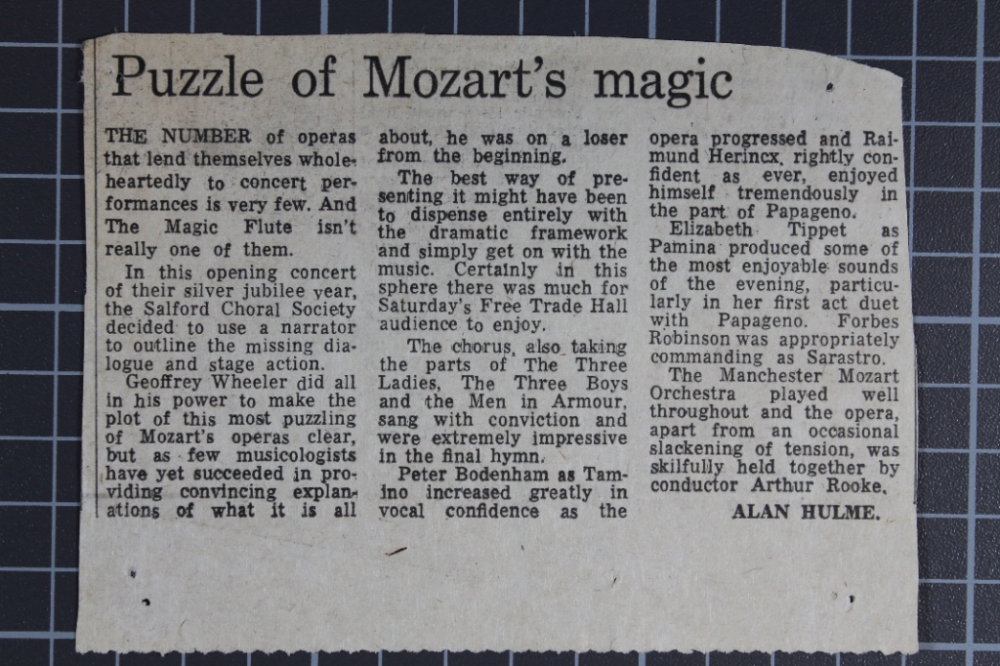 Puzzle of Mozart's magic
THE NUMBER of operas
that lend themselves whole-
heartedly to concert per-
formances is very few. And
The Magic Flute isn't
really one of them.
In this opening concert
of their silver jubilee year,
the Salford Choral Society
decided to use a narrator
to outline the missing dia-
logue and stage action.
Geoffrey Wheeler did all
in his power to make the
plot of this most puzzling
of Mozart's operas clear,
but as few musicologists
have yet succeeded in pro-
viding convincing explan-
ations of what it is all
about, he was on a loser
from the beginning.
The best way of pre-
senting it might have been
to dispense entirely with
the dramatic framework
and simply get on with the
music. Certainly in this
sphere there was much for
Saturday's Free Trade Hall
audience to enjoy.
The chorus, also taking
the parts of The Three
Ladies, The Three Boys
and the Men in Armour,
sang with conviction and
were extremely impressive
in the final hymn.
Peter Bodenham as Tam-
ino increased greatly in
vocal confidence as the
opera progressed and Rai-
mund Herincx, rightly con-
fident as ever, enjoyed
himself tremendously in
the part of Papageno.
Elizabeth Tippet as
Pamina produced some of
the most enjoyable sounds
of the evening, particu-
larly in her first act duet
with Papageno. Forbes
Robinson was appropriately
commanding as Sarastro.
The Manchester Mozart
Orchestra played well
throughout and the opera,
apart from an occasional
slackening of tension, was
skilfully held together by
conductor Arthur Rooke.
ALAN HULME.